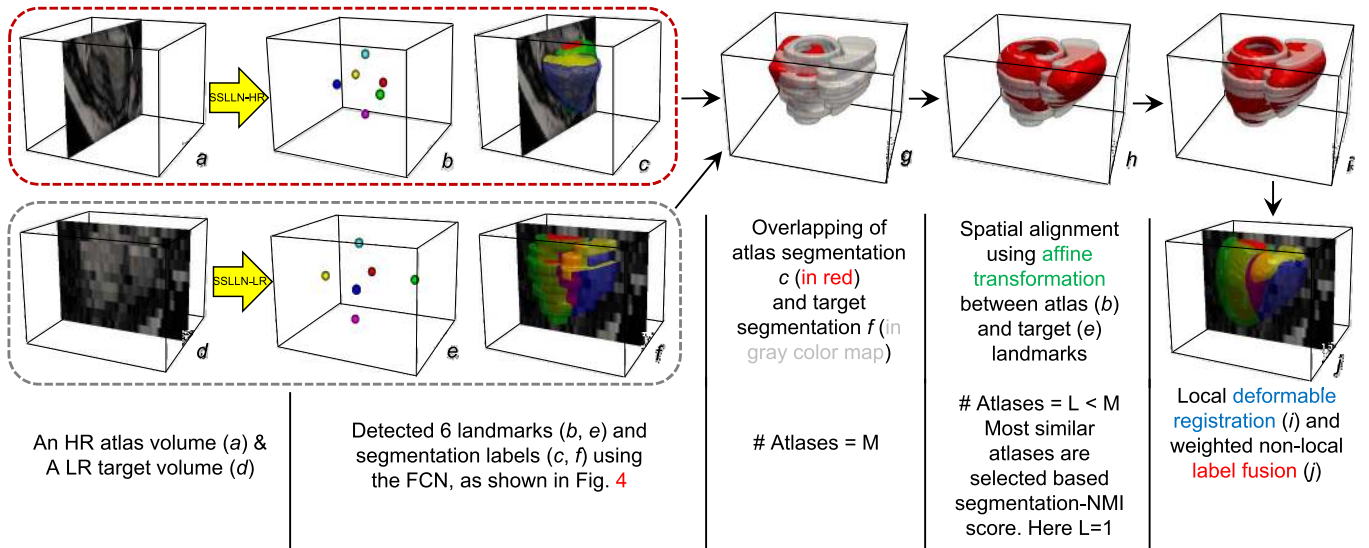 SSLLN-HR
a
b
c
g
h
i
SSLLN-LR
d
e
f
j
An HR atlas volume (a) &
A LR target volume (d)
Detected 6 landmarks (b, e) and
segmentation labels (c, f) using
the FCN, as shown in Fig. 4
Overlapping of
atlas segmentation
c (in red)
and target
segmentation f (in
gray color map)
# Atlases = M
Spatial alignment
using affine
transformation
between atlas (b)
and target (e)
landmarks
# Atlases = L < M
Most similar
atlases are
selected based
segmentation-NMI
score. Here L=1
Local deformable
registration (i) and
weighted non-local
label fusion (j)